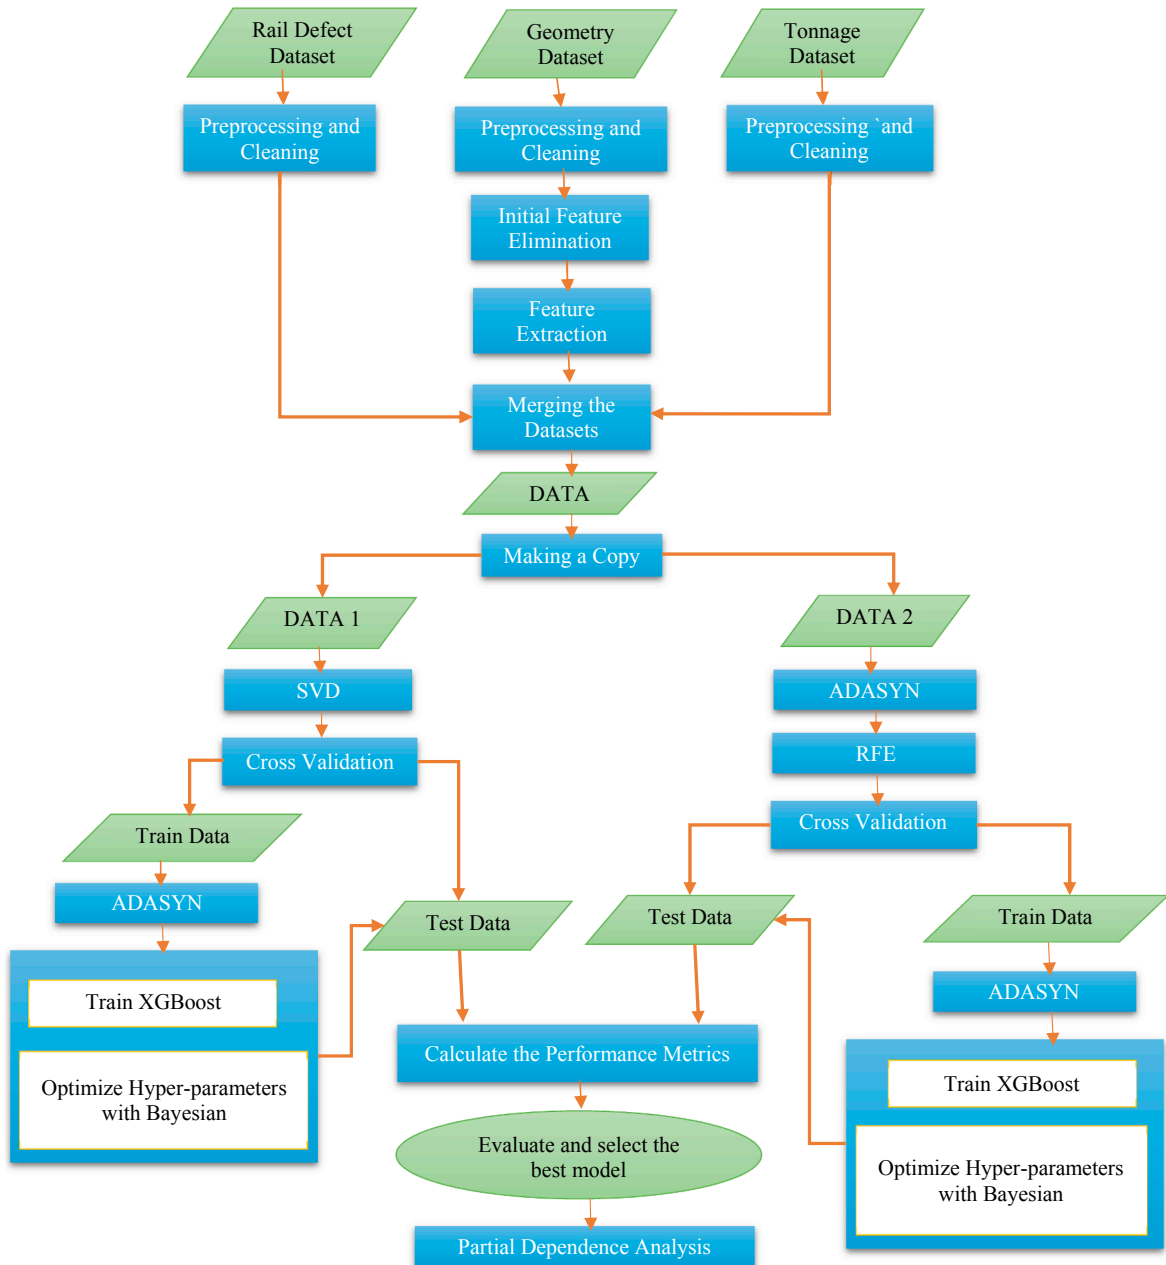 Rail Defect
Dataset
Geometry
Dataset
Tonnage
Dataset
Preprocessing and
Cleaning
Preprocessing and
Cleaning
Preprocessing `and
Cleaning
Initial Feature
Elimination
Feature
Extraction
Merging the
Datasets
DATA
Making a Copy
DATA 1
DATA 2
SVD
ADASYN
RFE
Cross Validation
Cross Validation
Train Data
ADASYN
Test Data
Test Data
Train Data
ADASYN
Train XGBoost
Optimize Hyper-parameters
with Bayesian
Calculate the Performance Metrics
Train XGBoost
Optimize Hyper-parameters
with Bayesian
Evaluate and select the
best model
Partial Dependence Analysis